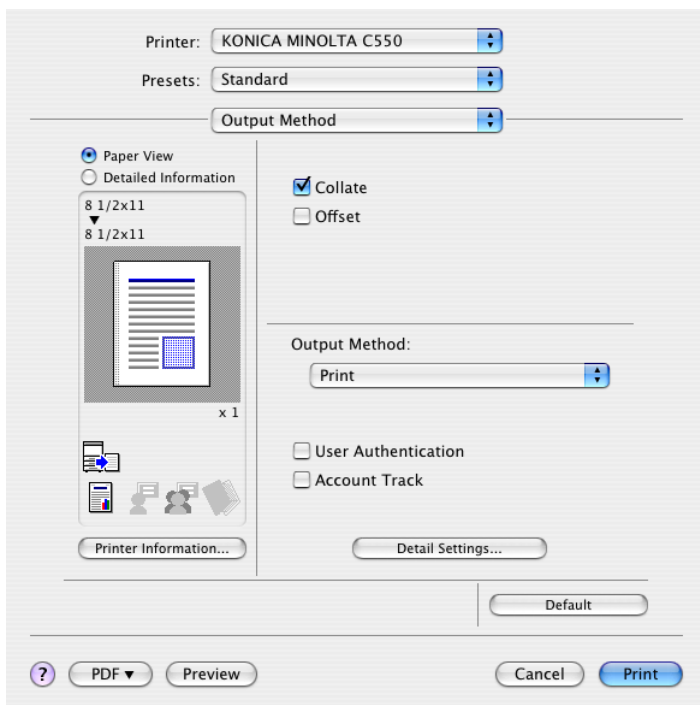 Printer: KONICA MINOLTA C550
Presets: Standard
Output Method
Paper View
Detailed Information
8 1/2x11
▼
8 1/2x11
x 1
Printer Information...
Collate
Offset
Output Method:
Print
User Authentication
Account Track
Detail Settings...
Default
? PDF ▼ Preview Cancel Print